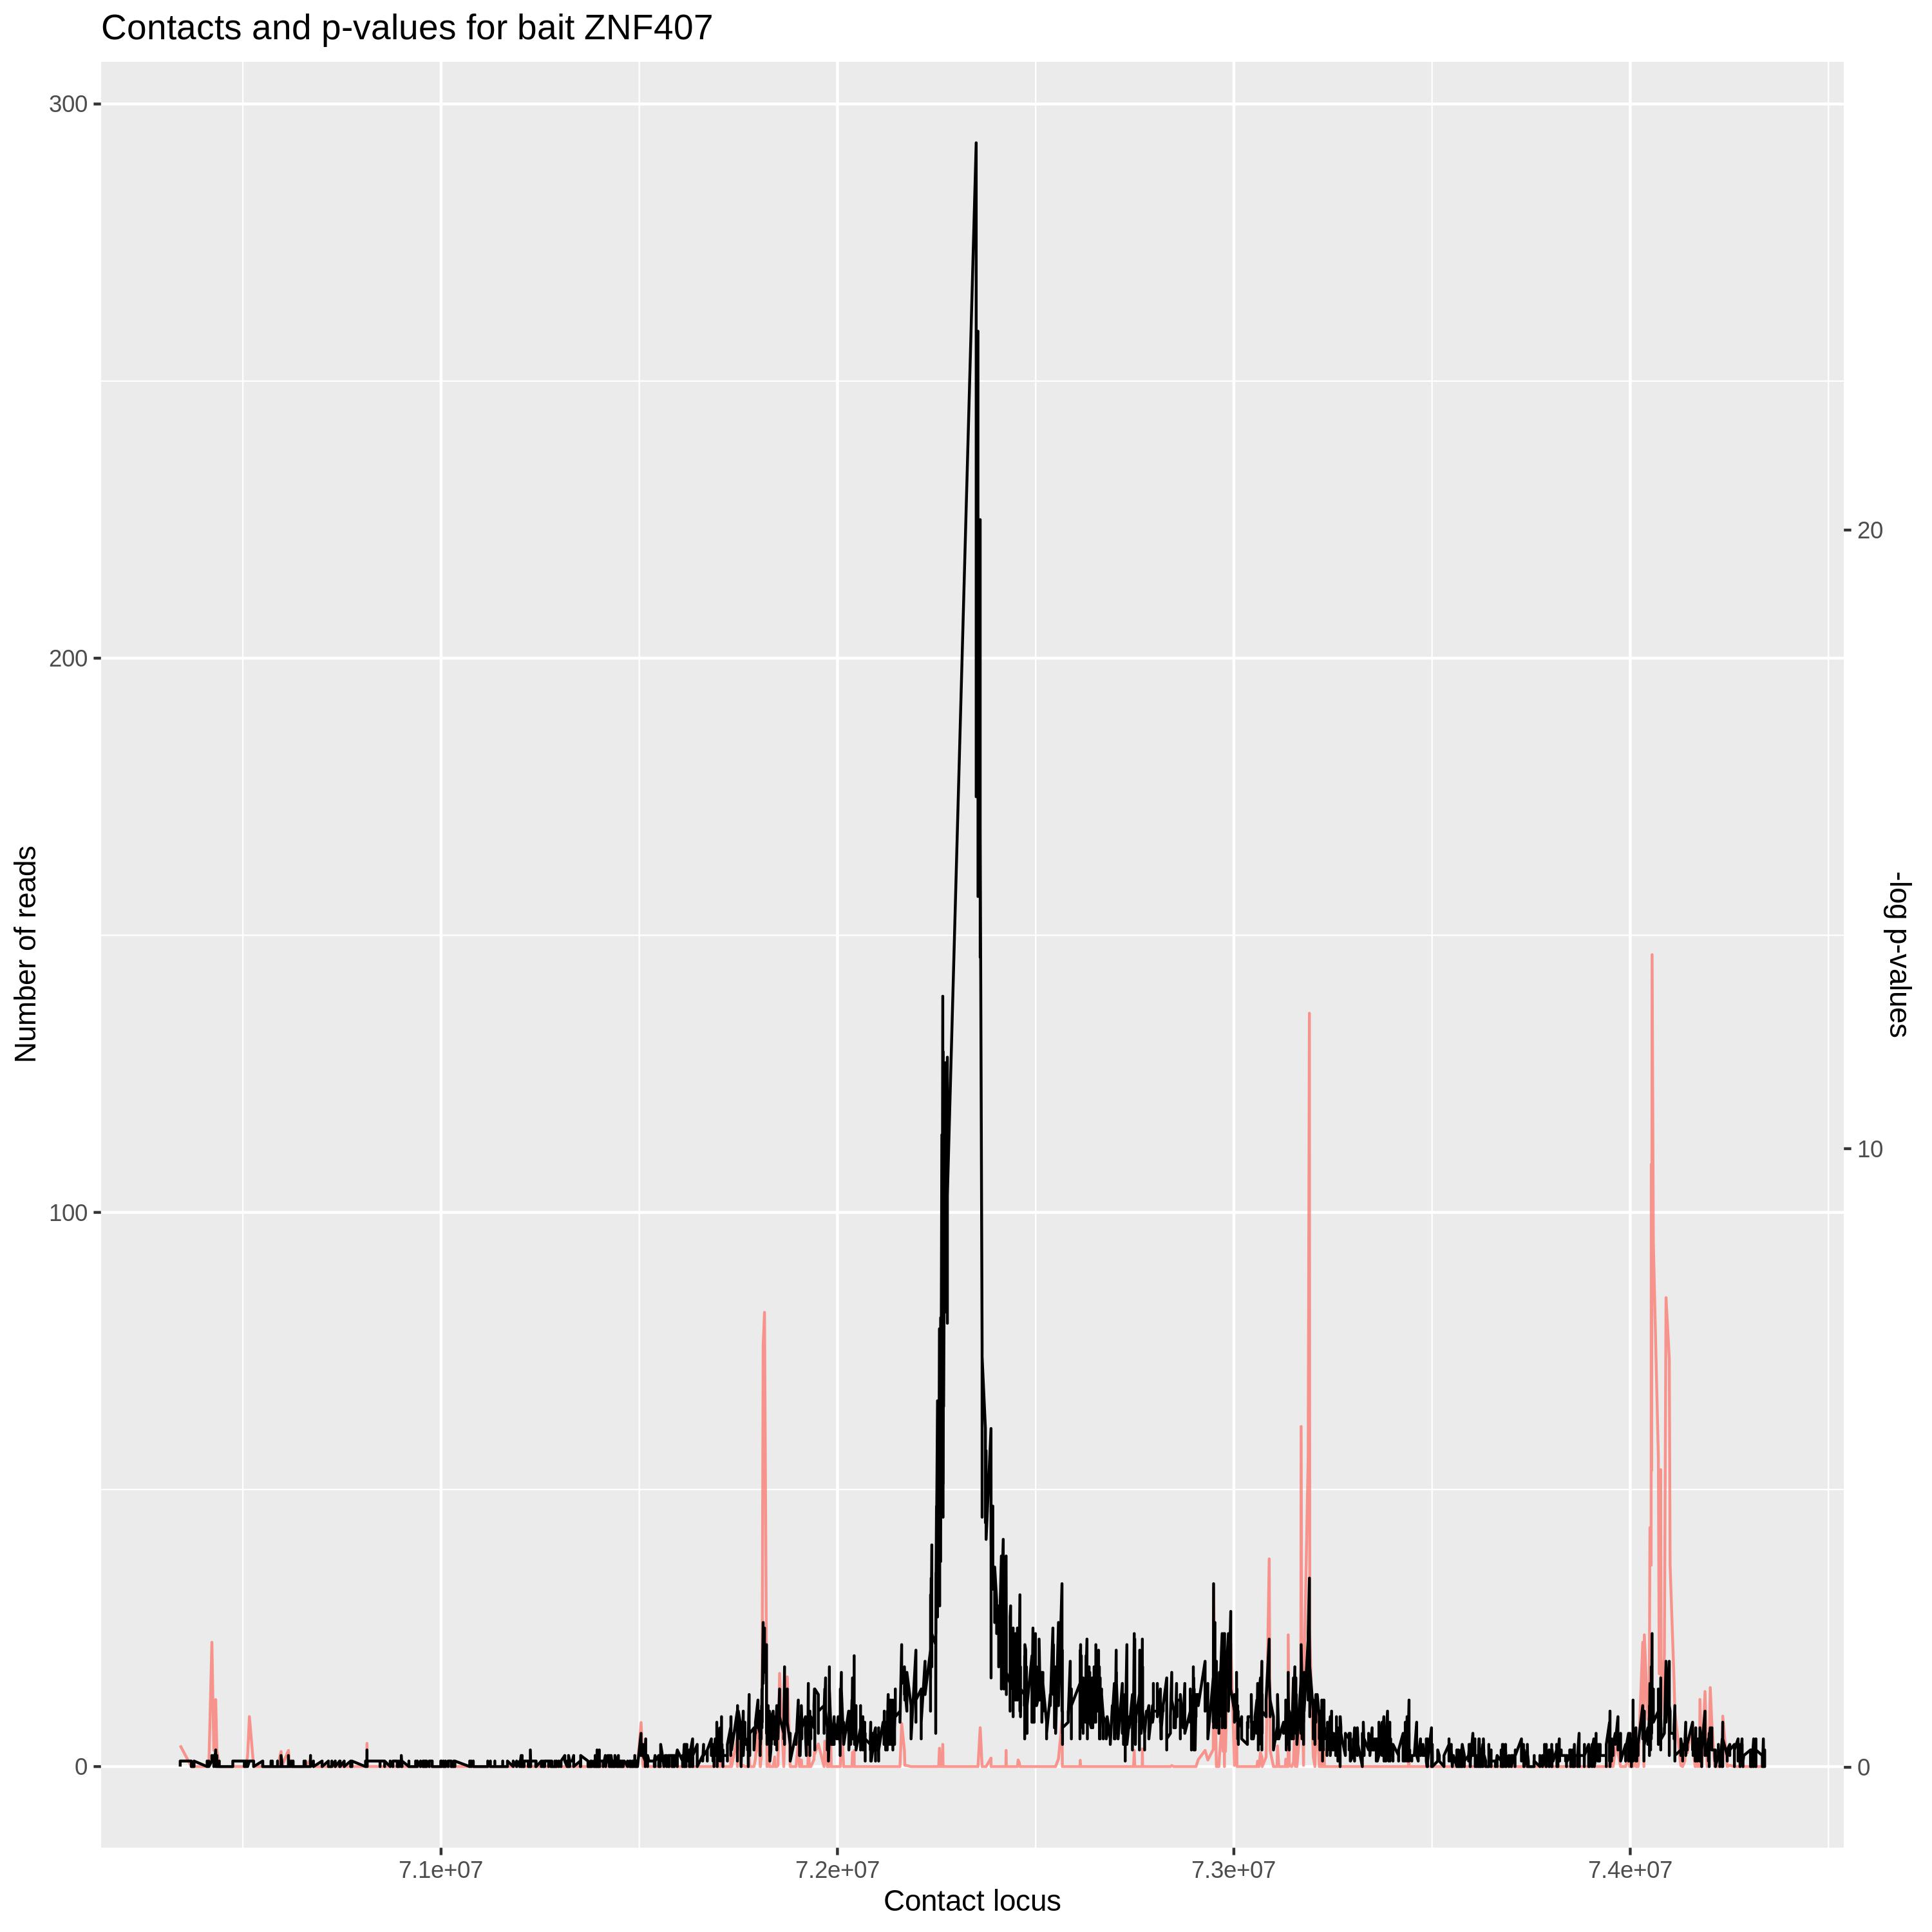 Contacts and p-values for bait ZNF407
300
200
100
0
20
10
0
Number of reads
-log p-values
7.1e+07 7.2e+07 7.3e+07 7.4e+07
Contact locus